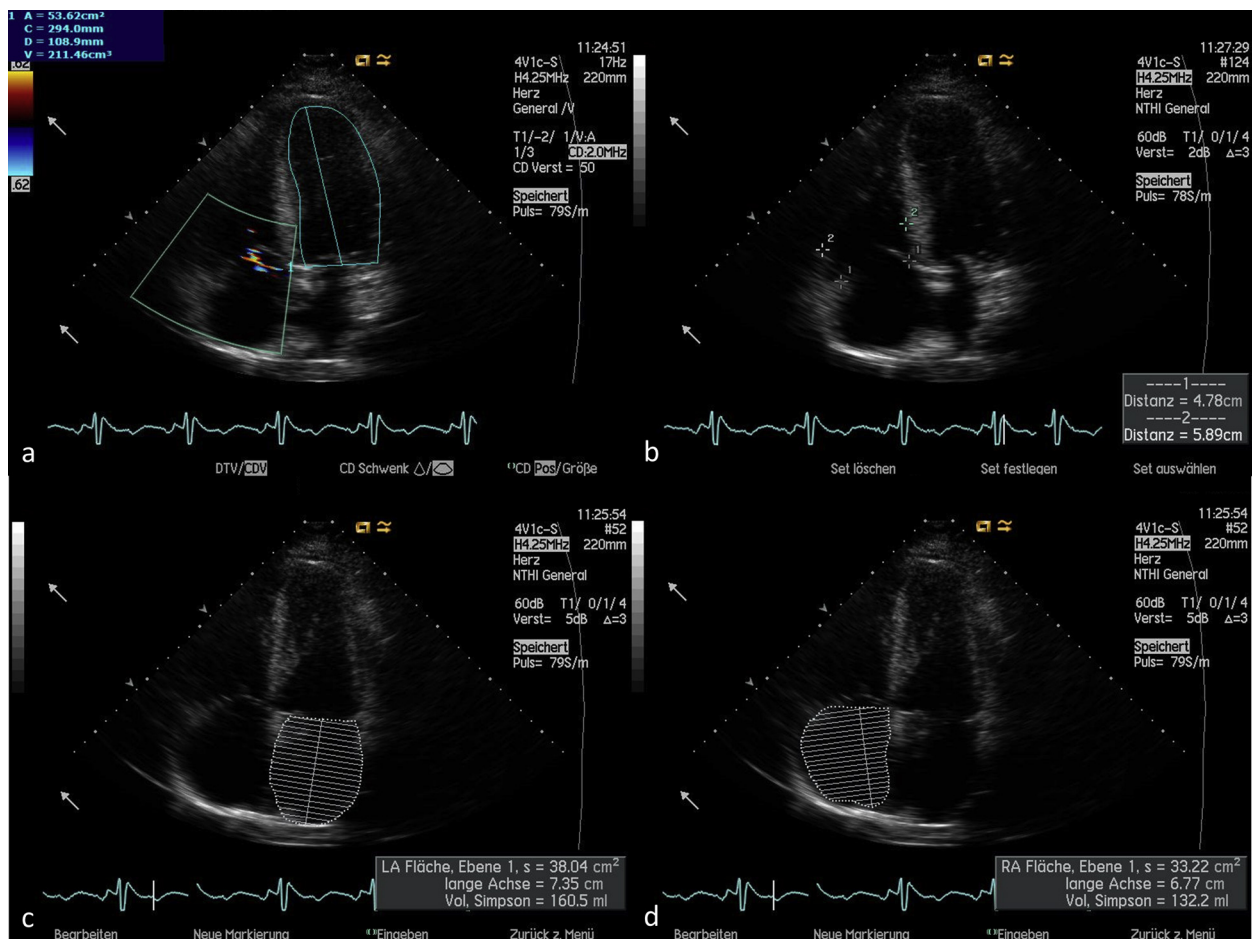 1 A = 53.62cm²
C = 294.0mm
D = 108.9mm
V = 211.46cm³
.62
.62
11:24:51
4V1c-S 17Hz
H4.25MHz 220mm
Herz
General /V
T1/-2/ 1/V:A
1/3 CD:2.0MHz
CD Verst = 50
Speichert
Puls= 79S/m
a
DTV/CDV CD Schwenk CD Pos/Größe
11:27:29
4V1c-S #124
H4.25MHz 220mm
Herz
NTHI General
60dB T1/ 0/1/ 4
Verst= 2dB Δ=3
Speichert
Puls= 78S/m
2
2
1
1
----1----
Distanz = 4.78cm
----2----
Distanz = 5.89cm
b
Set löschen Set festlegen Set auswählen
11:25:54
4V1c-S #52
H4.25MHz 220mm
Herz
NTHI General
60dB T1/ 0/1/ 4
Verst= 5dB Δ=3
Speichert
Puls= 79S/m
LA Fläche, Ebene 1, s = 38.04 cm²
lange Achse = 7.35 cm
Vol, Simpson = 160.5 ml
c
Bearbeiten Neue Markierung Eingeben Zurück z. Menü
11:25:54
4V1c-S #52
H4.25MHz 220mm
Herz
NTHI General
60dB T1/ 0/1/ 4
Verst= 5dB Δ=3
Speichert
Puls= 79S/m
RA Fläche, Ebene 1, s = 33.22 cm²
lange Achse = 6.77 cm
Vol, Simpson = 132.2 ml
d
Bearbeiten Neue Markierung Eingeben Zurück z. Menü